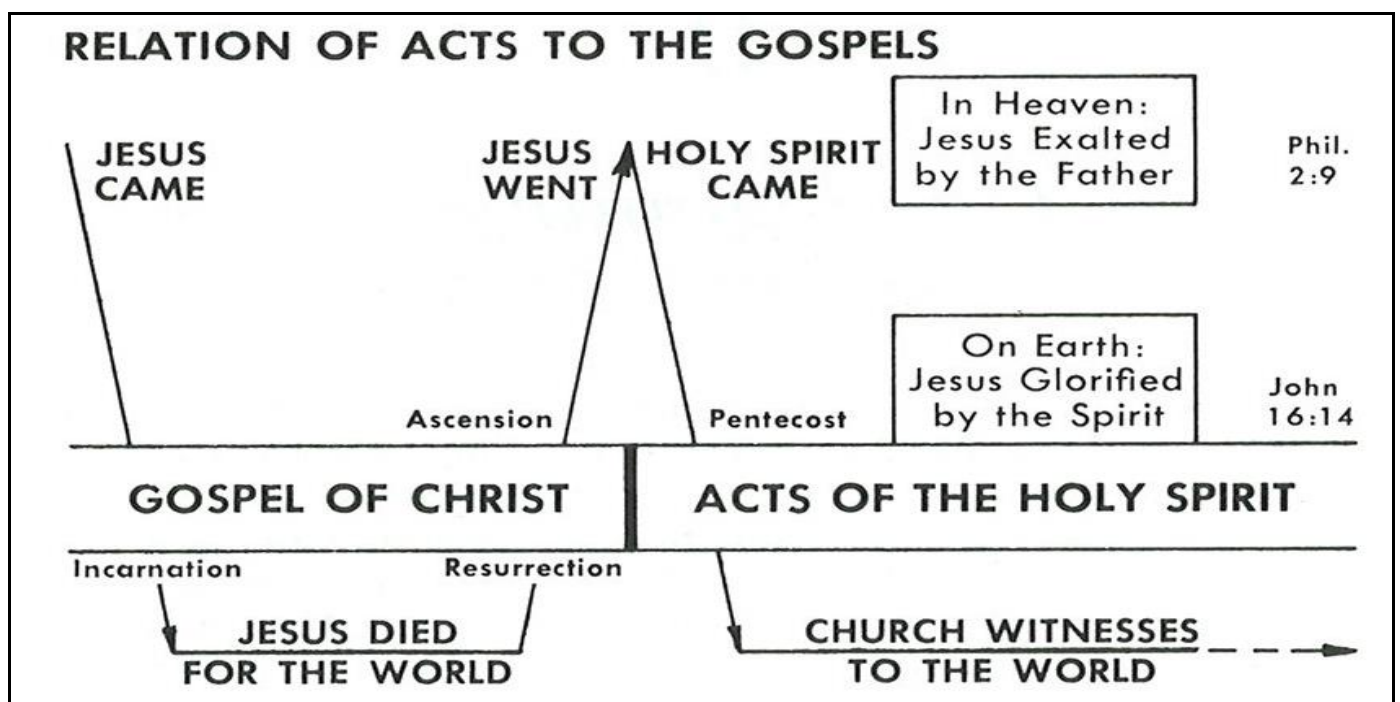 RELATION OF ACTS TO THE GOSPELS
JESUS
CAME
JESUS
WENT
HOLY SPIRIT
CAME
In Heaven:
Jesus Exalted
by the Father
Phil.
2:9
On Earth:
Jesus Glorified
by the Spirit
John
16:14
Ascension
Pentecost
GOSPEL OF CHRIST
ACTS OF THE HOLY SPIRIT
Incarnation
Resurrection
JESUS DIED
FOR THE WORLD
CHURCH WITNESSES
TO THE WORLD